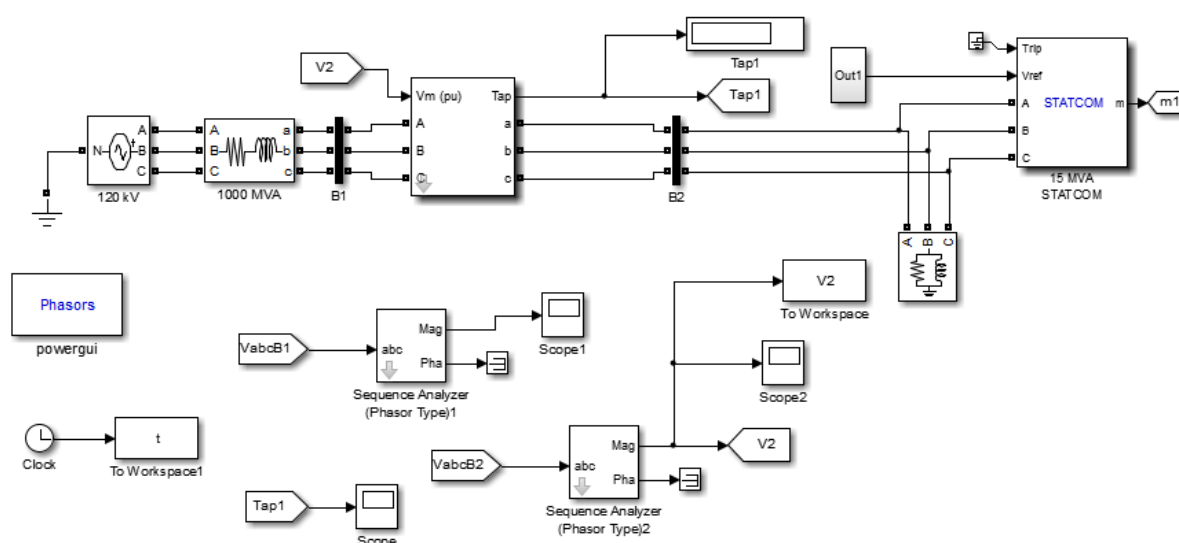 Tap1
V2
Vm (pu)
Tap
Tap1
Out1
Trip
Vref
STATCOM
m
m1
A
B
C
15 MVA
STATCOM
N
A
B
C
120 kV
A
B
C
a
b
c
1000 MVA
B1
A
B
C
a
b
c
B2
A
B
C
Phasors
powergui
VabcB1
abc
Mag
Pha
Scope1
Sequence Analyzer
(Phasor Type)1
V2
To Workspace
Scope2
Clock
t
To Workspace1
VabcB2
abc
Mag
Pha
V2
Sequence Analyzer
(Phasor Type)2
Tap1
Scope